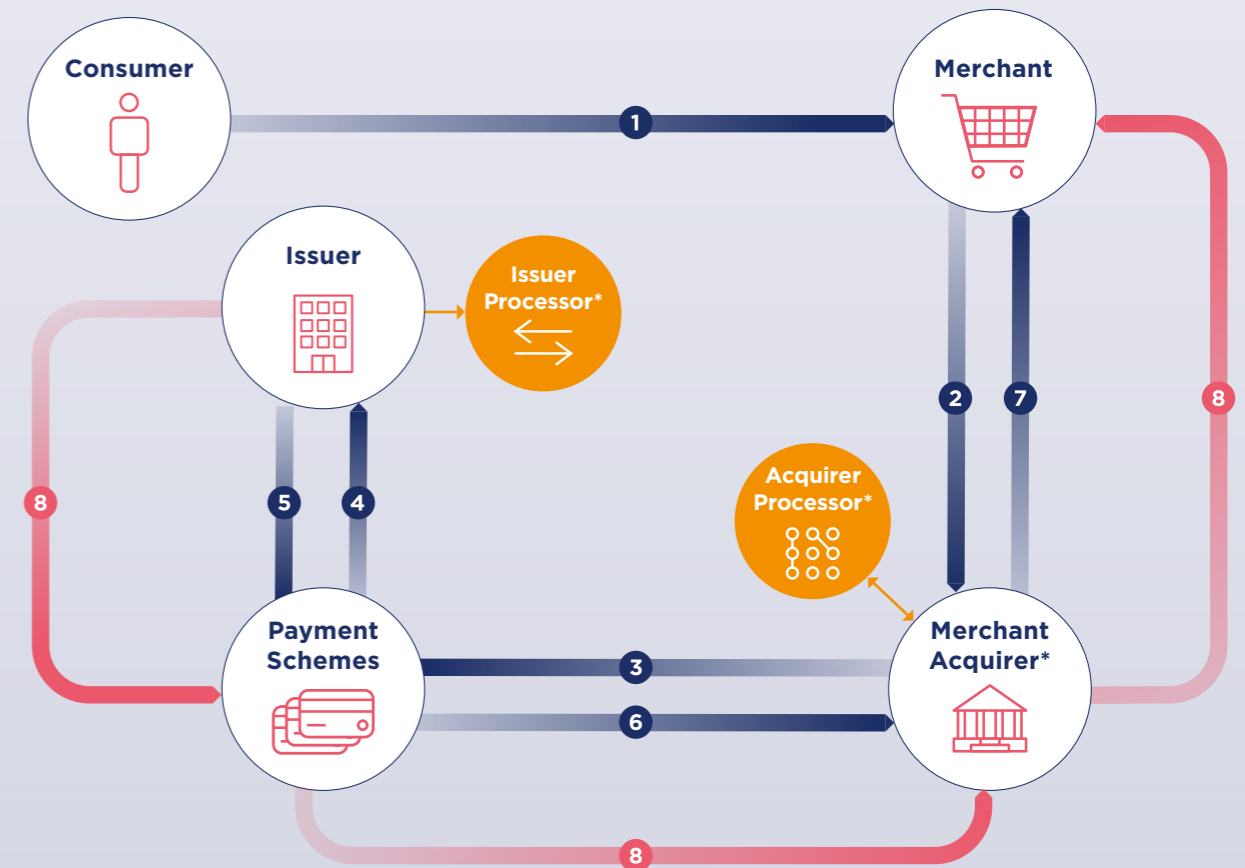 Consumer
Merchant
1
Issuer
Issuer
Processor*
2
7
8
8
5
4
Acquirer
Processor*
Payment
Schemes
Merchant
Acquirer*
3
6
8